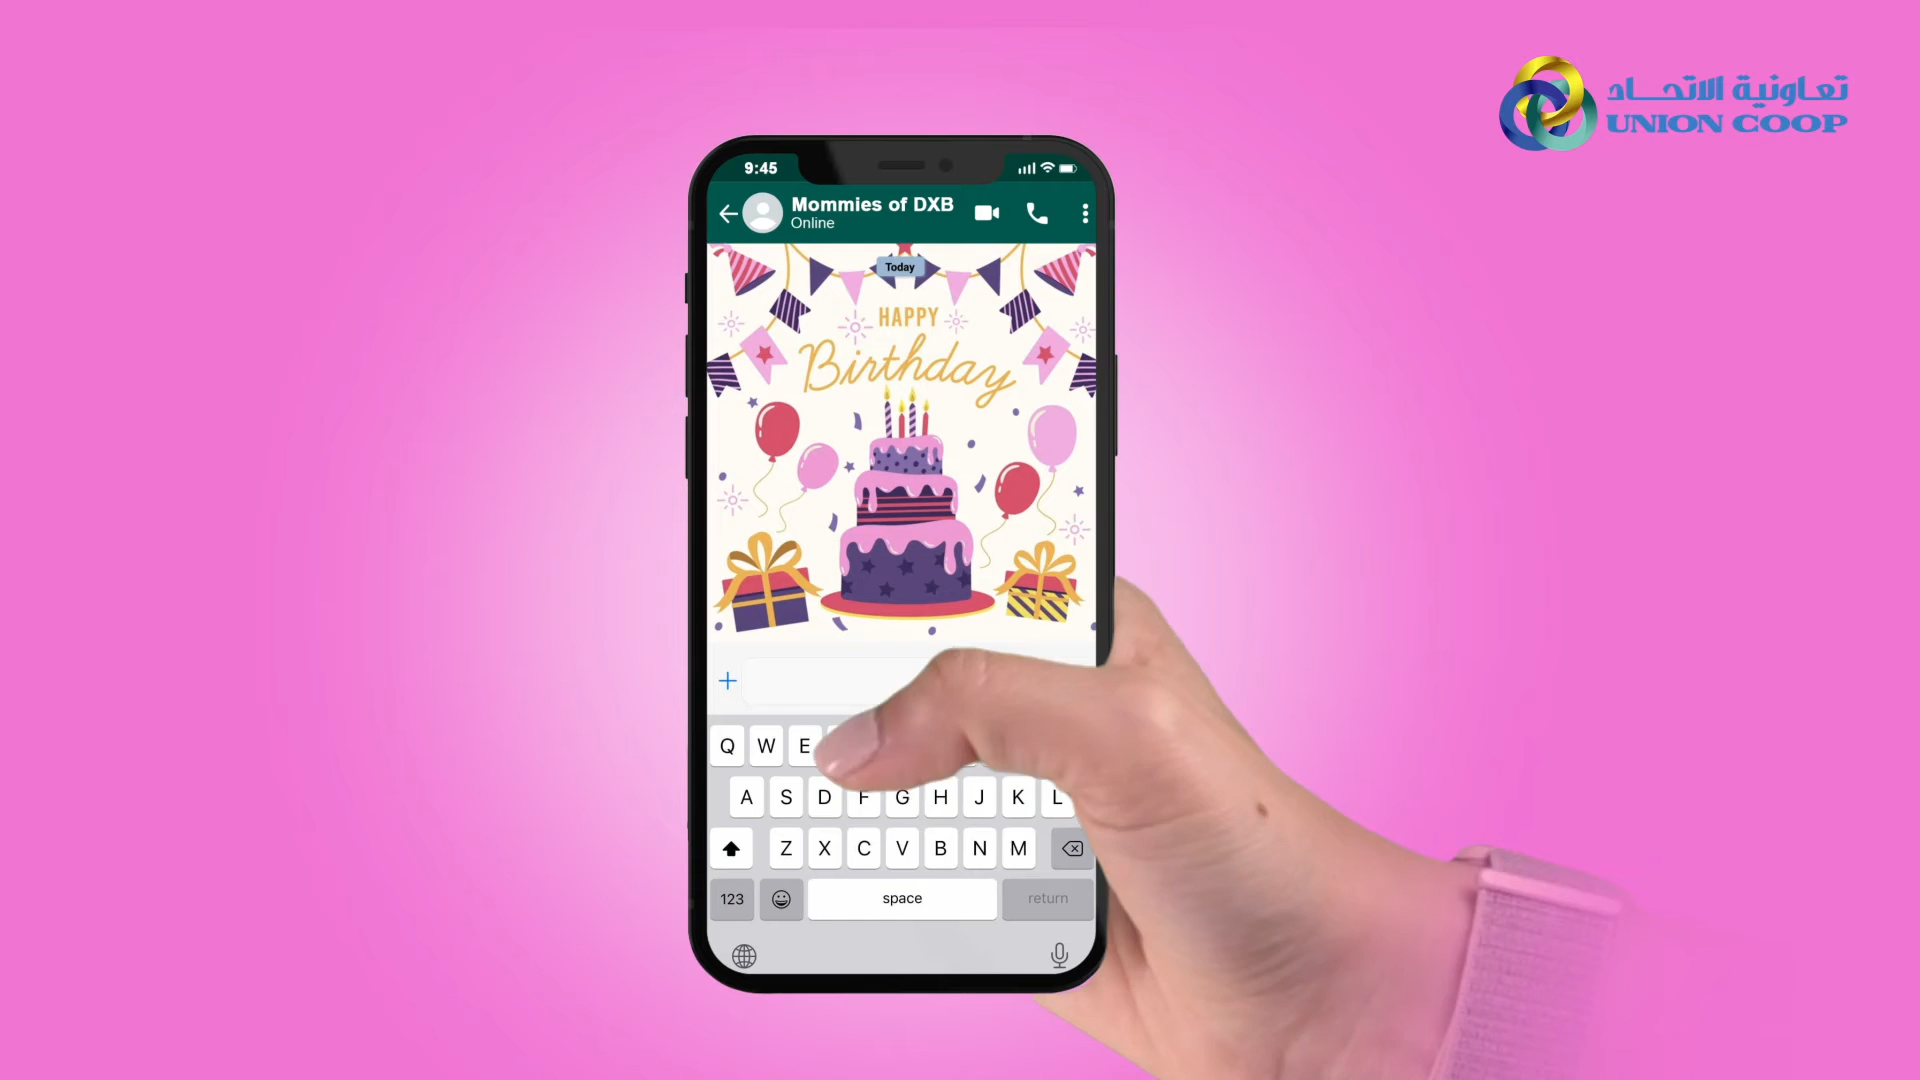 تعاونية الاتحاد
UNION COOP
9:45
Mommies of DXB
Online
Today
HAPPY
Birthday
Q W E
A S D F G H J K L
Z X C V B N M
123 space return